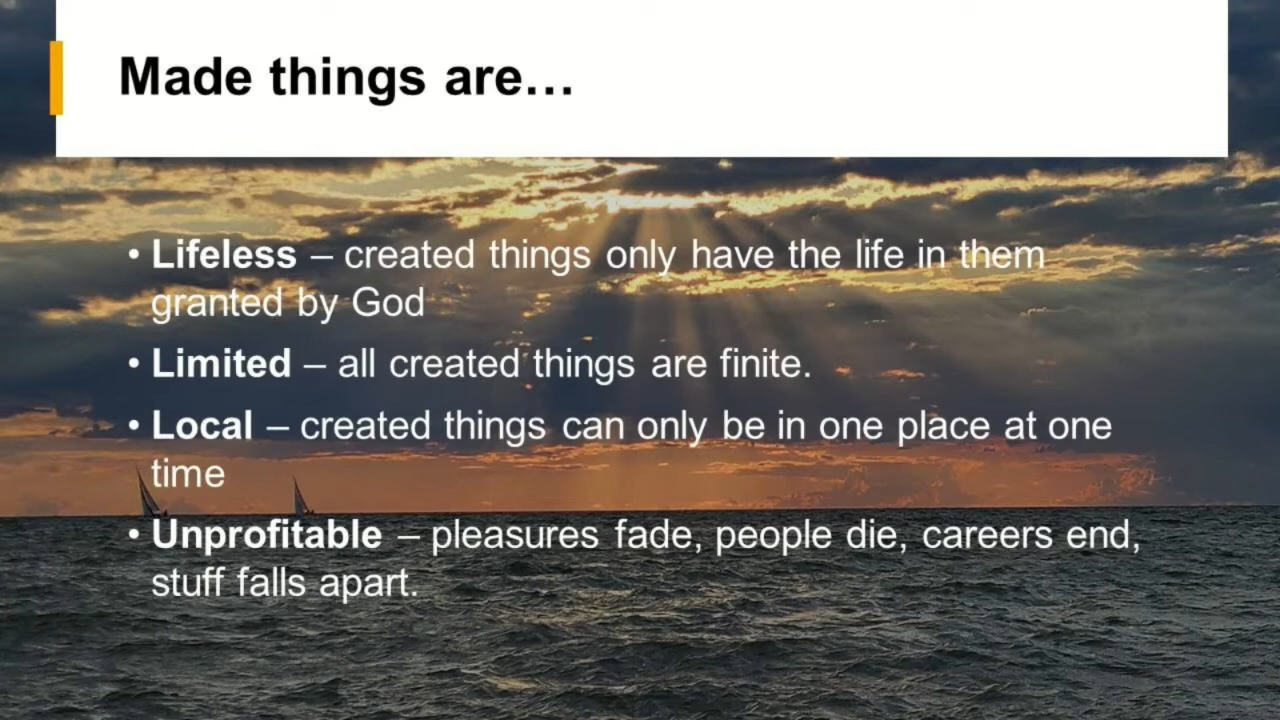 Made things are…
• Lifeless – created things only have the life in them
granted by God
• Limited – all created things are finite.
• Local – created things can only be in one place at one
time
• Unprofitable – pleasures fade, people die, careers end,
stuff falls apart.